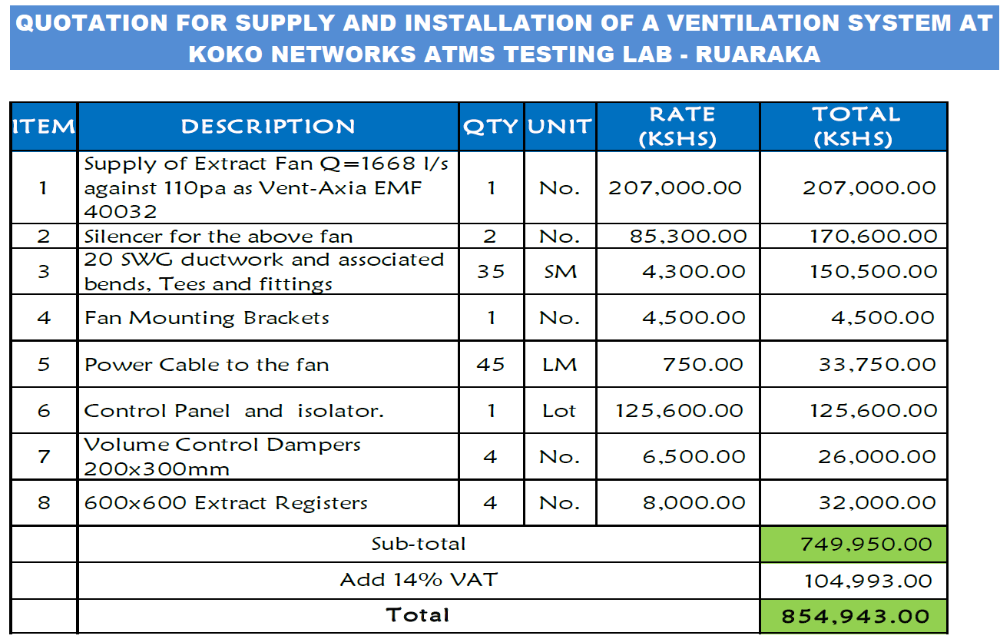 QUOTATION FOR SUPPLY AND INSTALLATION OF A VENTILATION SYSTEM AT
KOKO NETWORKS ATMS TESTING LAB - RUARAKA
ITEM DESCRIPTION QTY UNIT RATE (KSHS) TOTAL (KSHS)
1 Supply of Extract Fan Q=1668 l/s
against 110pa as Vent-Axia EMF
40032 1 No. 207,000.00 207,000.00
2 Silencer for the above fan 2 No. 85,300.00 170,600.00
3 20 SWG ductwork and associated
bends, Tees and fittings 35 SM 4,300.00 150,500.00
4 Fan Mounting Brackets 1 No. 4,500.00 4,500.00
5 Power Cable to the fan 45 LM 750.00 33,750.00
6 Control Panel and isolator. 1 Lot 125,600.00 125,600.00
7 Volume Control Dampers
200x300mm 4 No. 6,500.00 26,000.00
8 600x600 Extract Registers 4 No. 8,000.00 32,000.00
Sub-total 749,950.00
Add 14% VAT 104,993.00
Total 854,943.00